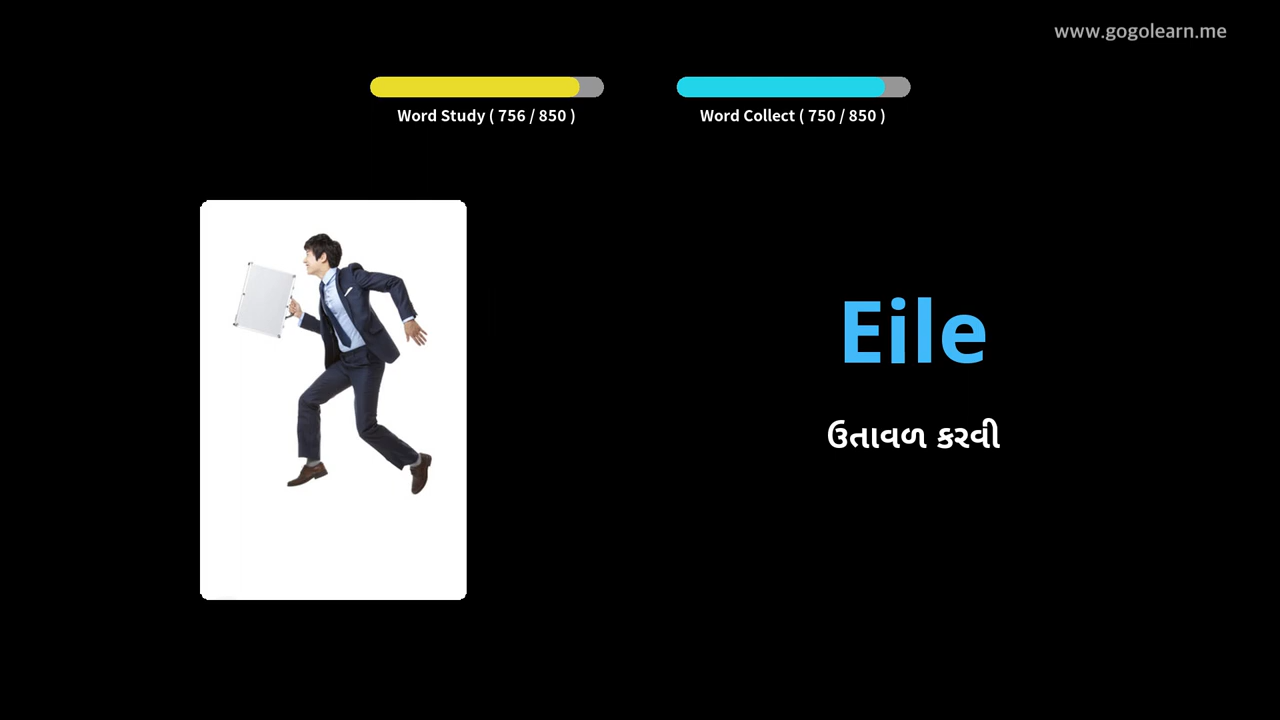 www.gogolearn.me
Word Study ( 756 / 850 )
Word Collect ( 750 / 850 )
Eile
ઉતાવળ કરવી